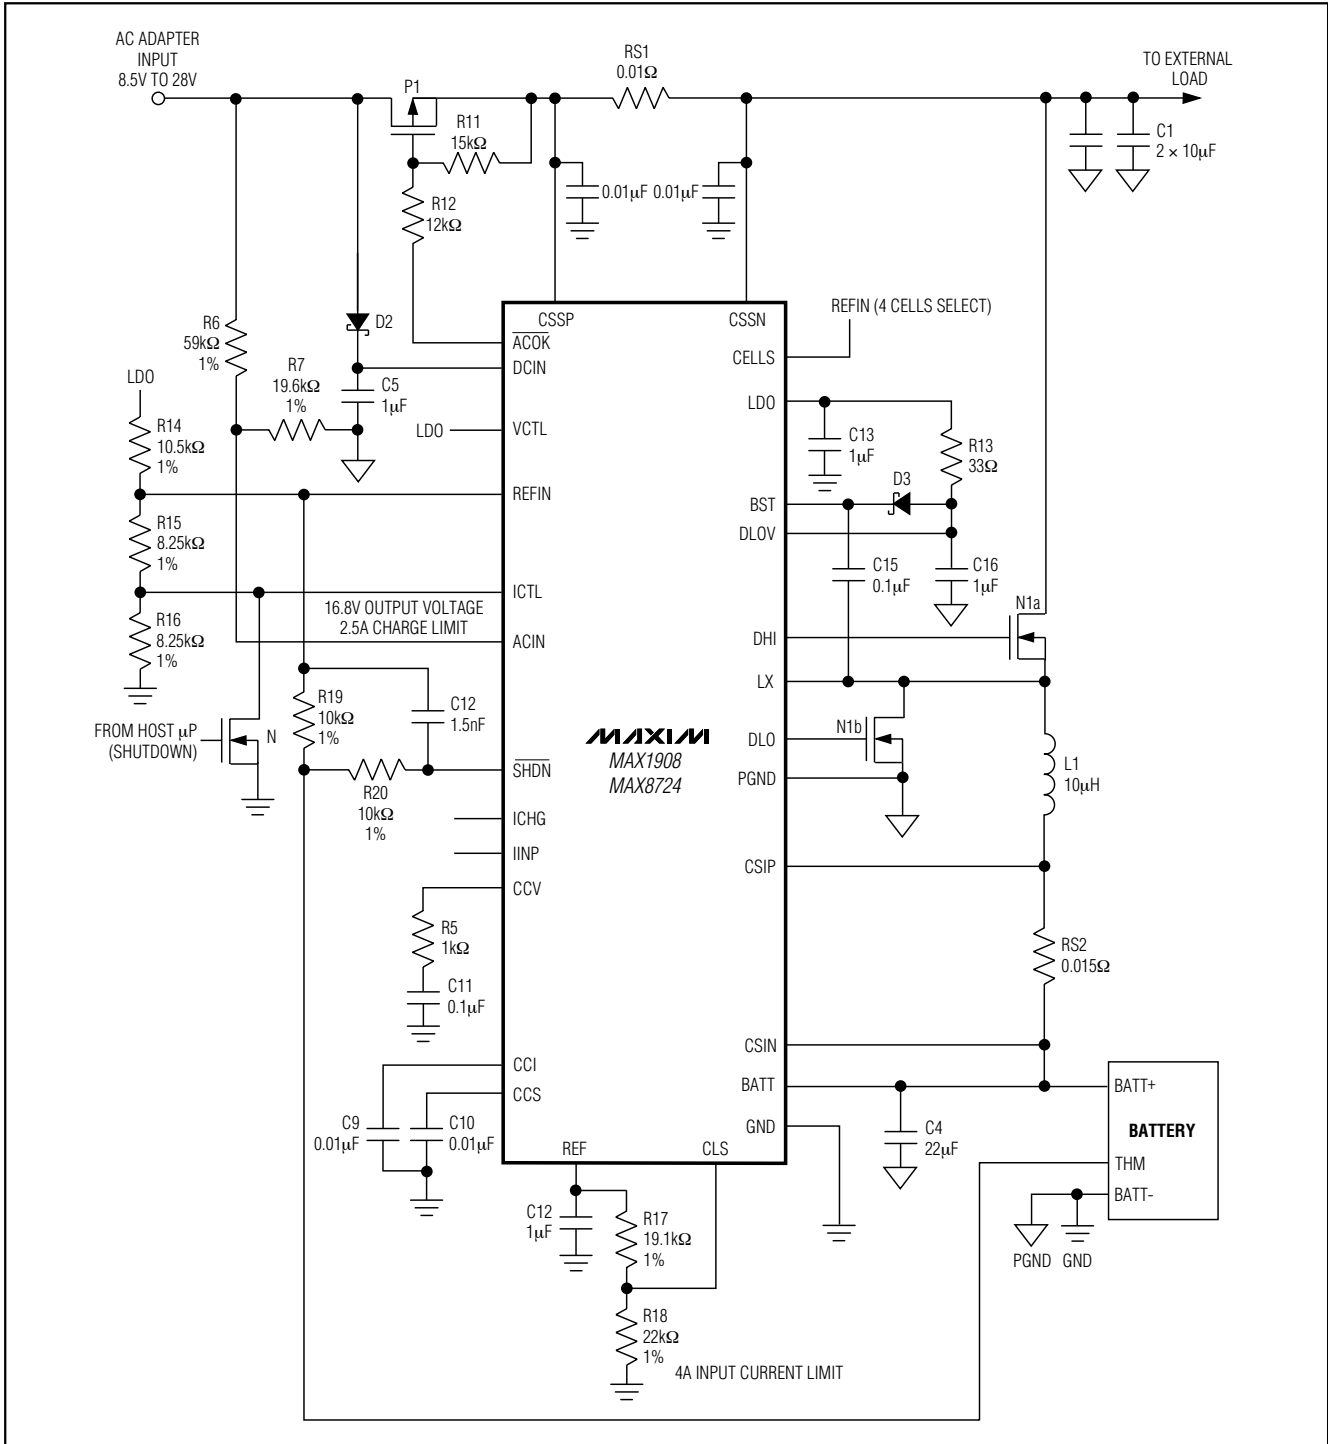 AC ADAPTER
INPUT
8.5V TO 28V
P1
RS1
0.01Ω
TO EXTERNAL
LOAD
R11
15kΩ
C1
2 × 10μF
0.01μF
0.01μF
R12
12kΩ
REFIN (4 CELLS SELECT)
D2
R6
59kΩ
1%
R7
19.6kΩ
1%
C5
1μF
LDO
R14
10.5kΩ
1%
LDO
R15
8.25kΩ
1%
R16
8.25kΩ
1%
FROM HOST μP
(SHUTDOWN)
N
R19
10kΩ
1%
C12
1.5nF
R20
10kΩ
1%
16.8V OUTPUT VOLTAGE
2.5A CHARGE LIMIT
CSSP
CSSN
ACOK
DCIN
VCTL
REFIN
ICTL
ACIN
SHDN
ICHG
IINP
CCV
CCI
CCS
REF
CLS
CELLS
LDO
BST
DLOV
DHI
LX
DLO
PGND
CSIP
CSIN
BATT
GND
MAXIM
MAX1908
MAX8724
C13
1μF
R13
33Ω
D3
C15
0.1μF
C16
1μF
N1a
N1b
L1
10μH
RS2
0.015Ω
R5
1kΩ
C11
0.1μF
C9
0.01μF
C10
0.01μF
C4
22μF
BATT+
BATTERY
THM
BATT-
PGND
GND
C12
1μF
R17
19.1kΩ
1%
R18
22kΩ
1%
4A INPUT CURRENT LIMIT